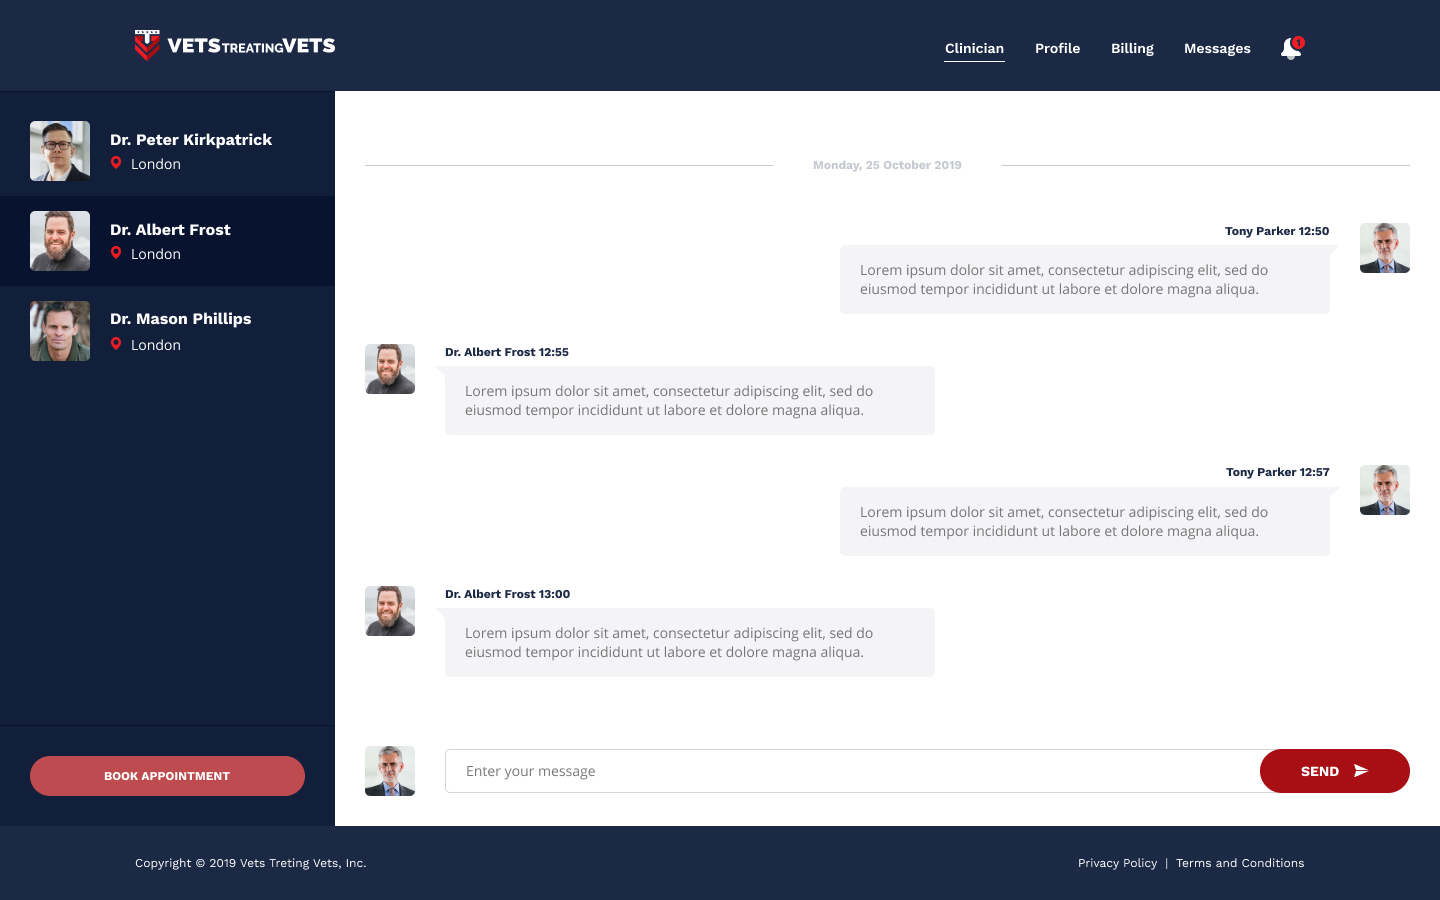 VETSTREATINGVETS
Clinician
Profile
Billing
Messages
1
Dr. Peter Kirkpatrick
London
Dr. Albert Frost
London
Dr. Mason Phillips
London
BOOK APPOINTMENT
Monday, 25 October 2019
Tony Parker 12:50
Lorem ipsum dolor sit amet, consectetur adipiscing elit, sed do
eiusmod tempor incididunt ut labore et dolore magna aliqua.
Dr. Albert Frost 12:55
Lorem ipsum dolor sit amet, consectetur adipiscing elit, sed do
eiusmod tempor incididunt ut labore et dolore magna aliqua.
Tony Parker 12:57
Lorem ipsum dolor sit amet, consectetur adipiscing elit, sed do
eiusmod tempor incididunt ut labore et dolore magna aliqua.
Dr. Albert Frost 13:00
Lorem ipsum dolor sit amet, consectetur adipiscing elit, sed do
eiusmod tempor incididunt ut labore et dolore magna aliqua.
Enter your message
SEND
Copyright © 2019 Vets Treting Vets, Inc.
Privacy Policy | Terms and Conditions